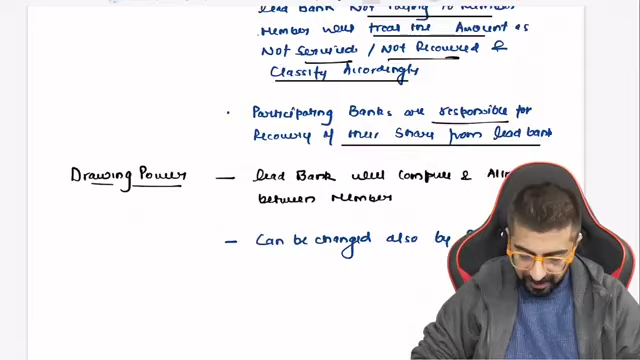 lead Bank Not Paying to Member
Member will treat the Amount as
Not Serviced / Not Recovered &
Classify Accordingly
· Participating Banks are responsible for
Recovery of their Share from lead bank
Drawing Power — lead Bank will Compute &
between Member
— Can be changed also by